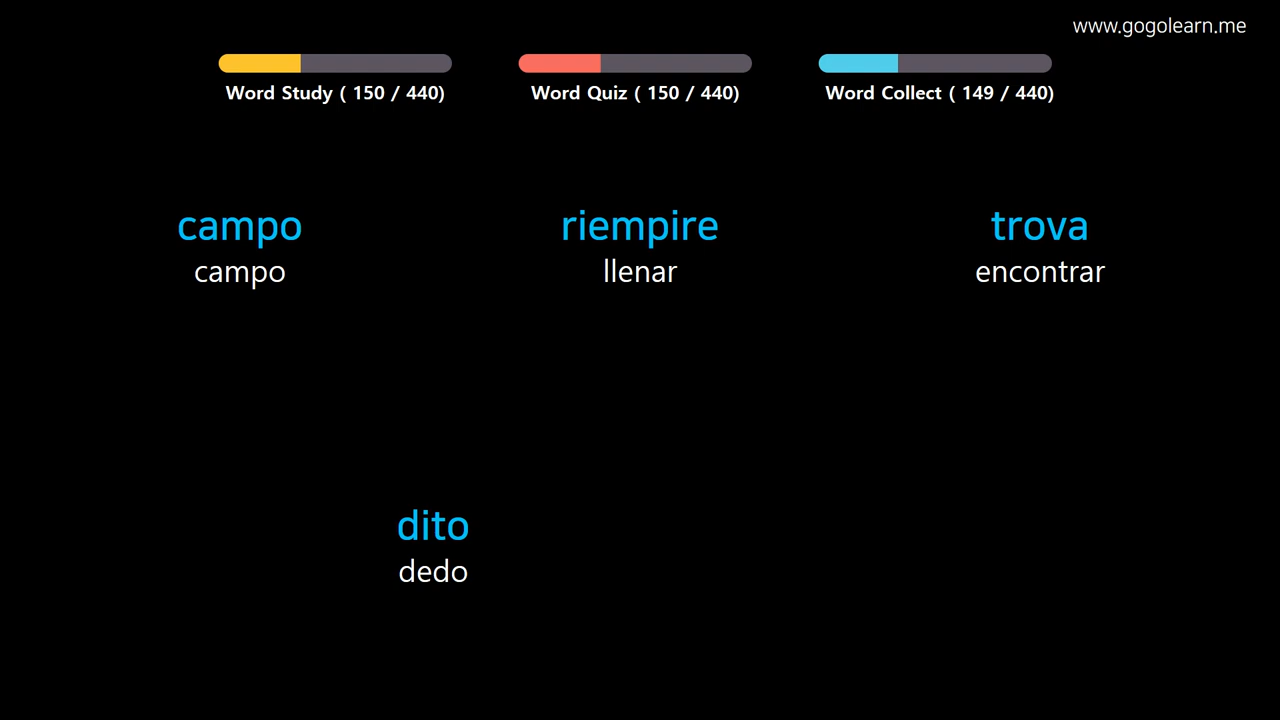 www.gogolearn.me
Word Study ( 150 / 440)
Word Quiz ( 150 / 440)
Word Collect ( 149 / 440)
campo
campo
riempire
llenar
trova
encontrar
dito
dedo